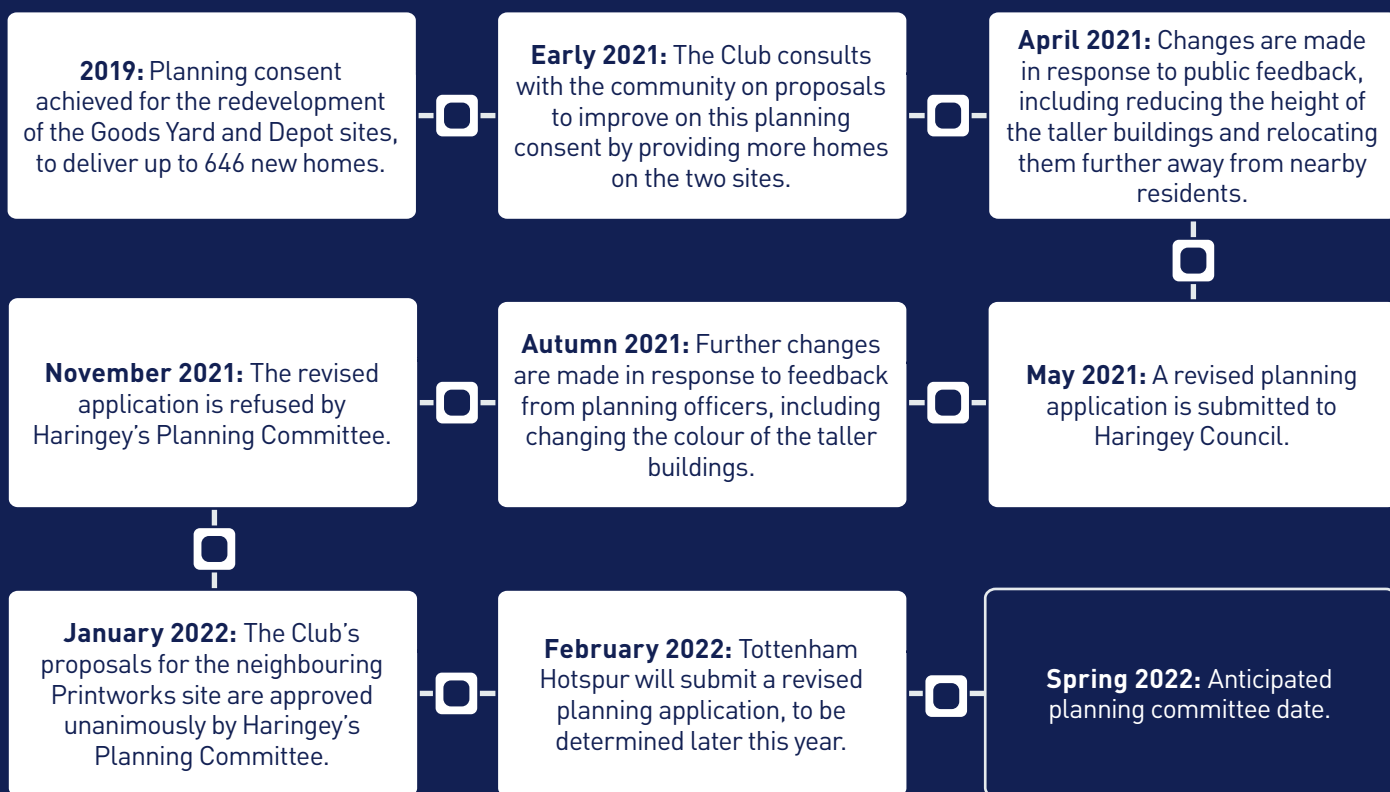 2019: Planning consent
achieved for the redevelopment
of the Goods Yard and Depot sites,
to deliver up to 646 new homes.
Early 2021: The Club consults
with the community on proposals
to improve on this planning
consent by providing more homes
on the two sites.
April 2021: Changes are made
in response to public feedback,
including reducing the height of
the taller buildings and relocating
them further away from nearby
residents.
May 2021: A revised planning
application is submitted to
Haringey Council.
Autumn 2021: Further changes
are made in response to feedback
from planning officers, including
changing the colour of the taller
buildings.
November 2021: The revised
application is refused by
Haringey’s Planning Committee.
January 2022: The Club’s
proposals for the neighbouring
Printworks site are approved
unanimously by Haringey’s
Planning Committee.
February 2022: Tottenham
Hotspur will submit a revised
planning application, to be
determined later this year.
Spring 2022: Anticipated
planning committee date.